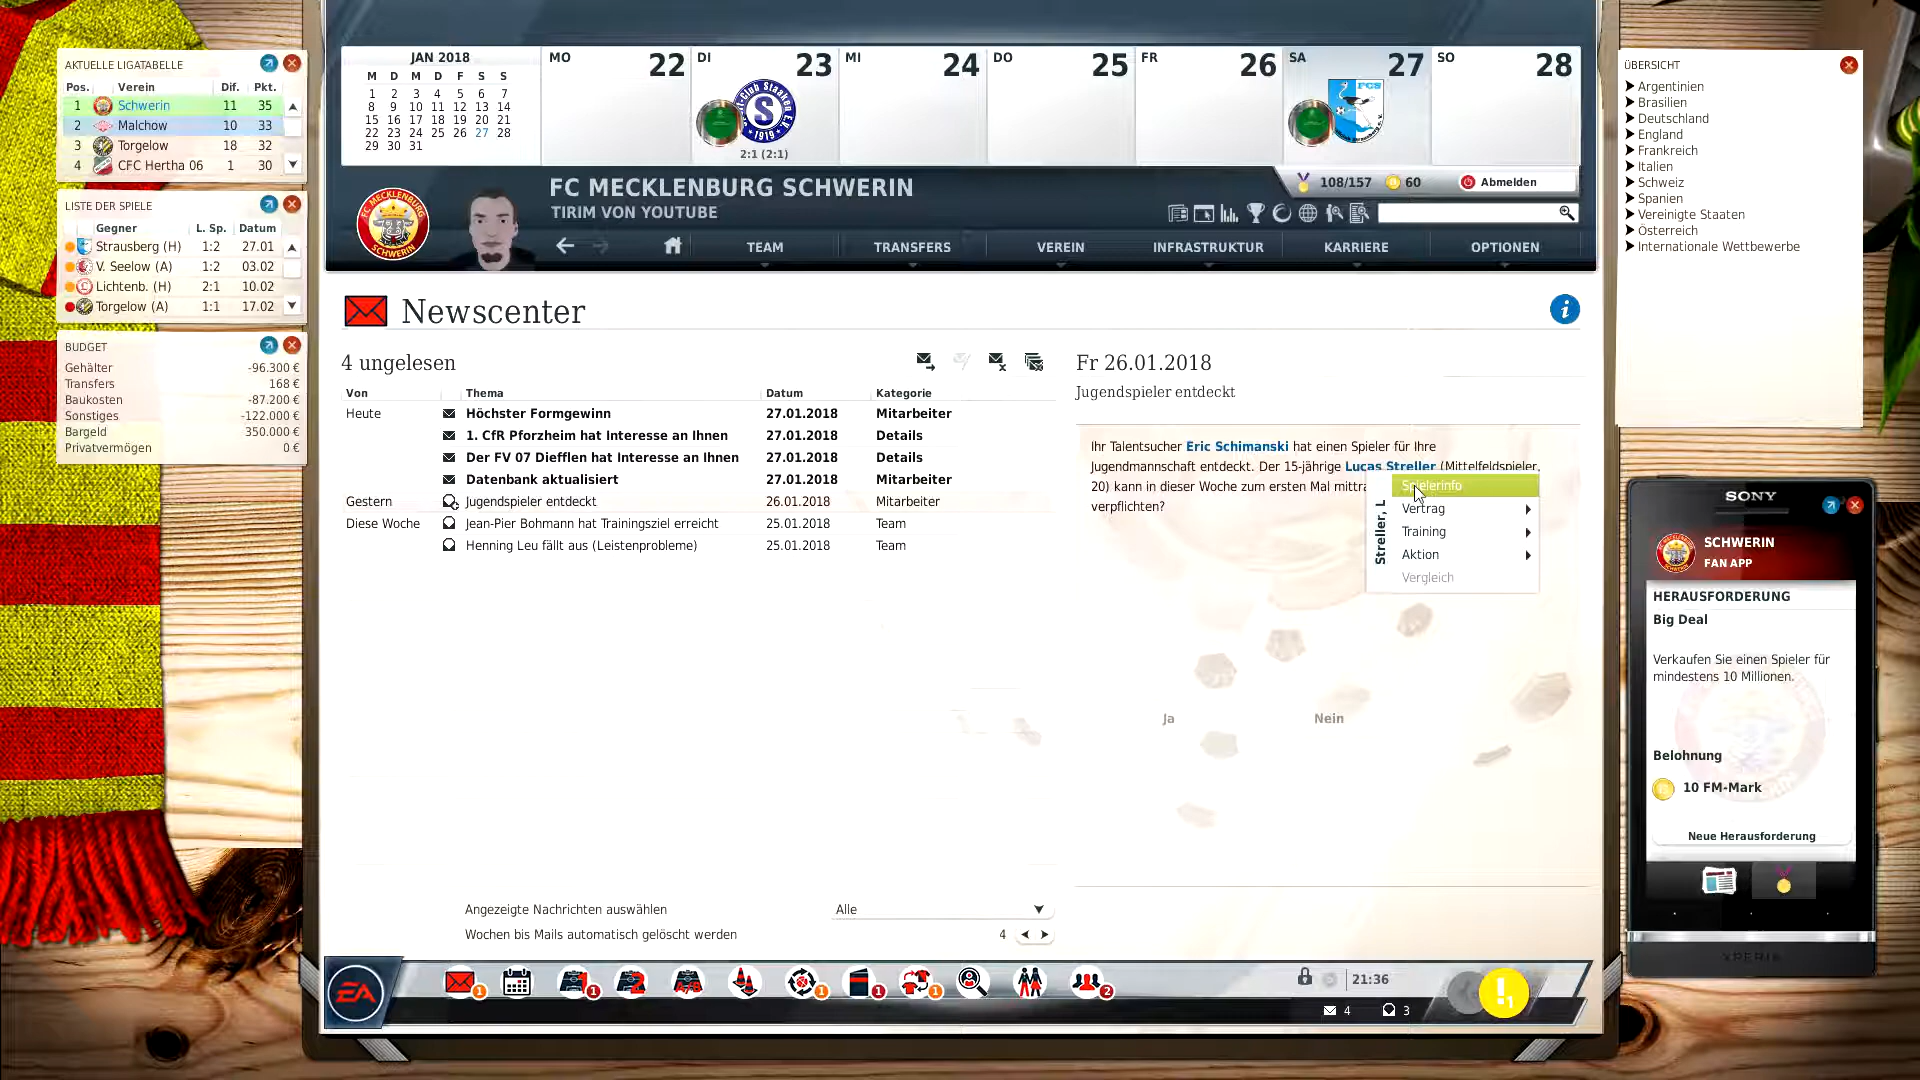 AKTUELLE LIGATABELLE
Pos. Verein Dif. Pkt.
1 Schwerin 11 35
2 Malchow 10 33
3 Torgelow 18 32
4 CFC Hertha 06 1 30
LISTE DER SPIELE
Gegner L. Sp. Datum
Strausberg (H) 1:2 27.01
V. Seelow (A) 1:2 03.02
Lichtenb. (H) 2:1 10.02
Torgelow (A) 1:1 17.02
BUDGET
Gehälter -96.300 €
Transfers 168 €
Baukosten -87.200 €
Sonstiges -122.000 €
Bargeld 350.000 €
Privatvermögen 0 €
JAN 2018
M D M D F S S
1 2 3 4 5 6 7
8 9 10 11 12 13 14
15 16 17 18 19 20 21
22 23 24 25 26 27 28
29 30 31
MO 22
DI 23
MI 24
DO 25
FR 26
SA 27
SO 28
2:1 (2:1)
FC MECKLENBURG SCHWERIN
TIRIM VON YOUTUBE
108/157 60 Abmelden
TEAM TRANSFERS VEREIN INFRASTRUKTUR KARRIERE OPTIONEN
Newscenter
4 ungelesen
Von Thema Datum Kategorie
Heute Höchster Formgewinn 27.01.2018 Mitarbeiter
1. CfR Pforzheim hat Interesse an Ihnen 27.01.2018 Details
Der FV 07 Diefflen hat Interesse an Ihnen 27.01.2018 Details
Datenbank aktualisiert 27.01.2018 Mitarbeiter
Gestern Jugendspieler entdeckt 26.01.2018 Mitarbeiter
Diese Woche Jean-Pier Bohmann hat Trainingsziel erreicht 25.01.2018 Team
Henning Leu fällt aus (Leistenprobleme) 25.01.2018 Team
Angezeigte Nachrichten auswählen Alle
Wochen bis Mails automatisch gelöscht werden 4
Fr 26.01.2018
Jugendspieler entdeckt
Ihr Talentsucher Eric Schimanski hat einen Spieler für Ihre
Jugendmannschaft entdeckt. Der 15-jährige Lucas Streller (Mittelfeldspieler,
20) kann in dieser Woche zum ersten Mal mittra
verpflichten?
Streller, L
Spielerinfo
Vertrag
Training
Aktion
Vergleich
Ja Nein
ÜBERSICHT
Argentinien
Brasilien
Deutschland
England
Frankreich
Italien
Schweiz
Spanien
Vereinigte Staaten
Österreich
Internationale Wettbewerbe
SONY
SCHWERIN
FAN APP
HERAUSFORDERUNG
Big Deal
Verkaufen Sie einen Spieler für
mindestens 10 Millionen.
Belohnung
10 FM-Mark
Neue Herausforderung
XPERIA
EA
1 1 1 2 A/B 1 1 1 2
21:36
4 3
! 1